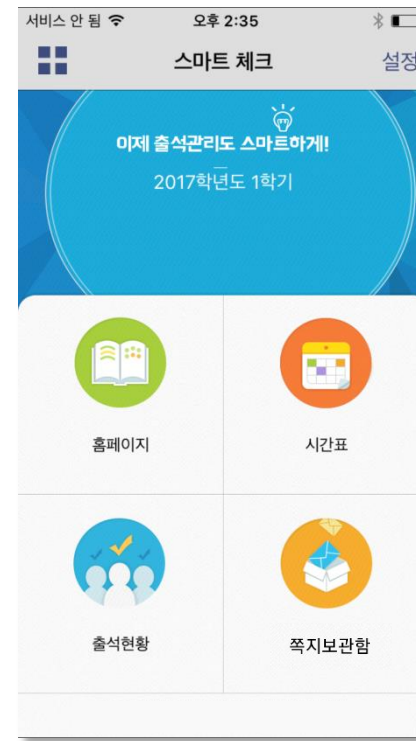 서비스 안 됨 오후 2:35
스마트 체크 설정
이제 출석관리도 스마트하게!
2017학년도 1학기
홈페이지 시간표
출석현황 쪽지보관함